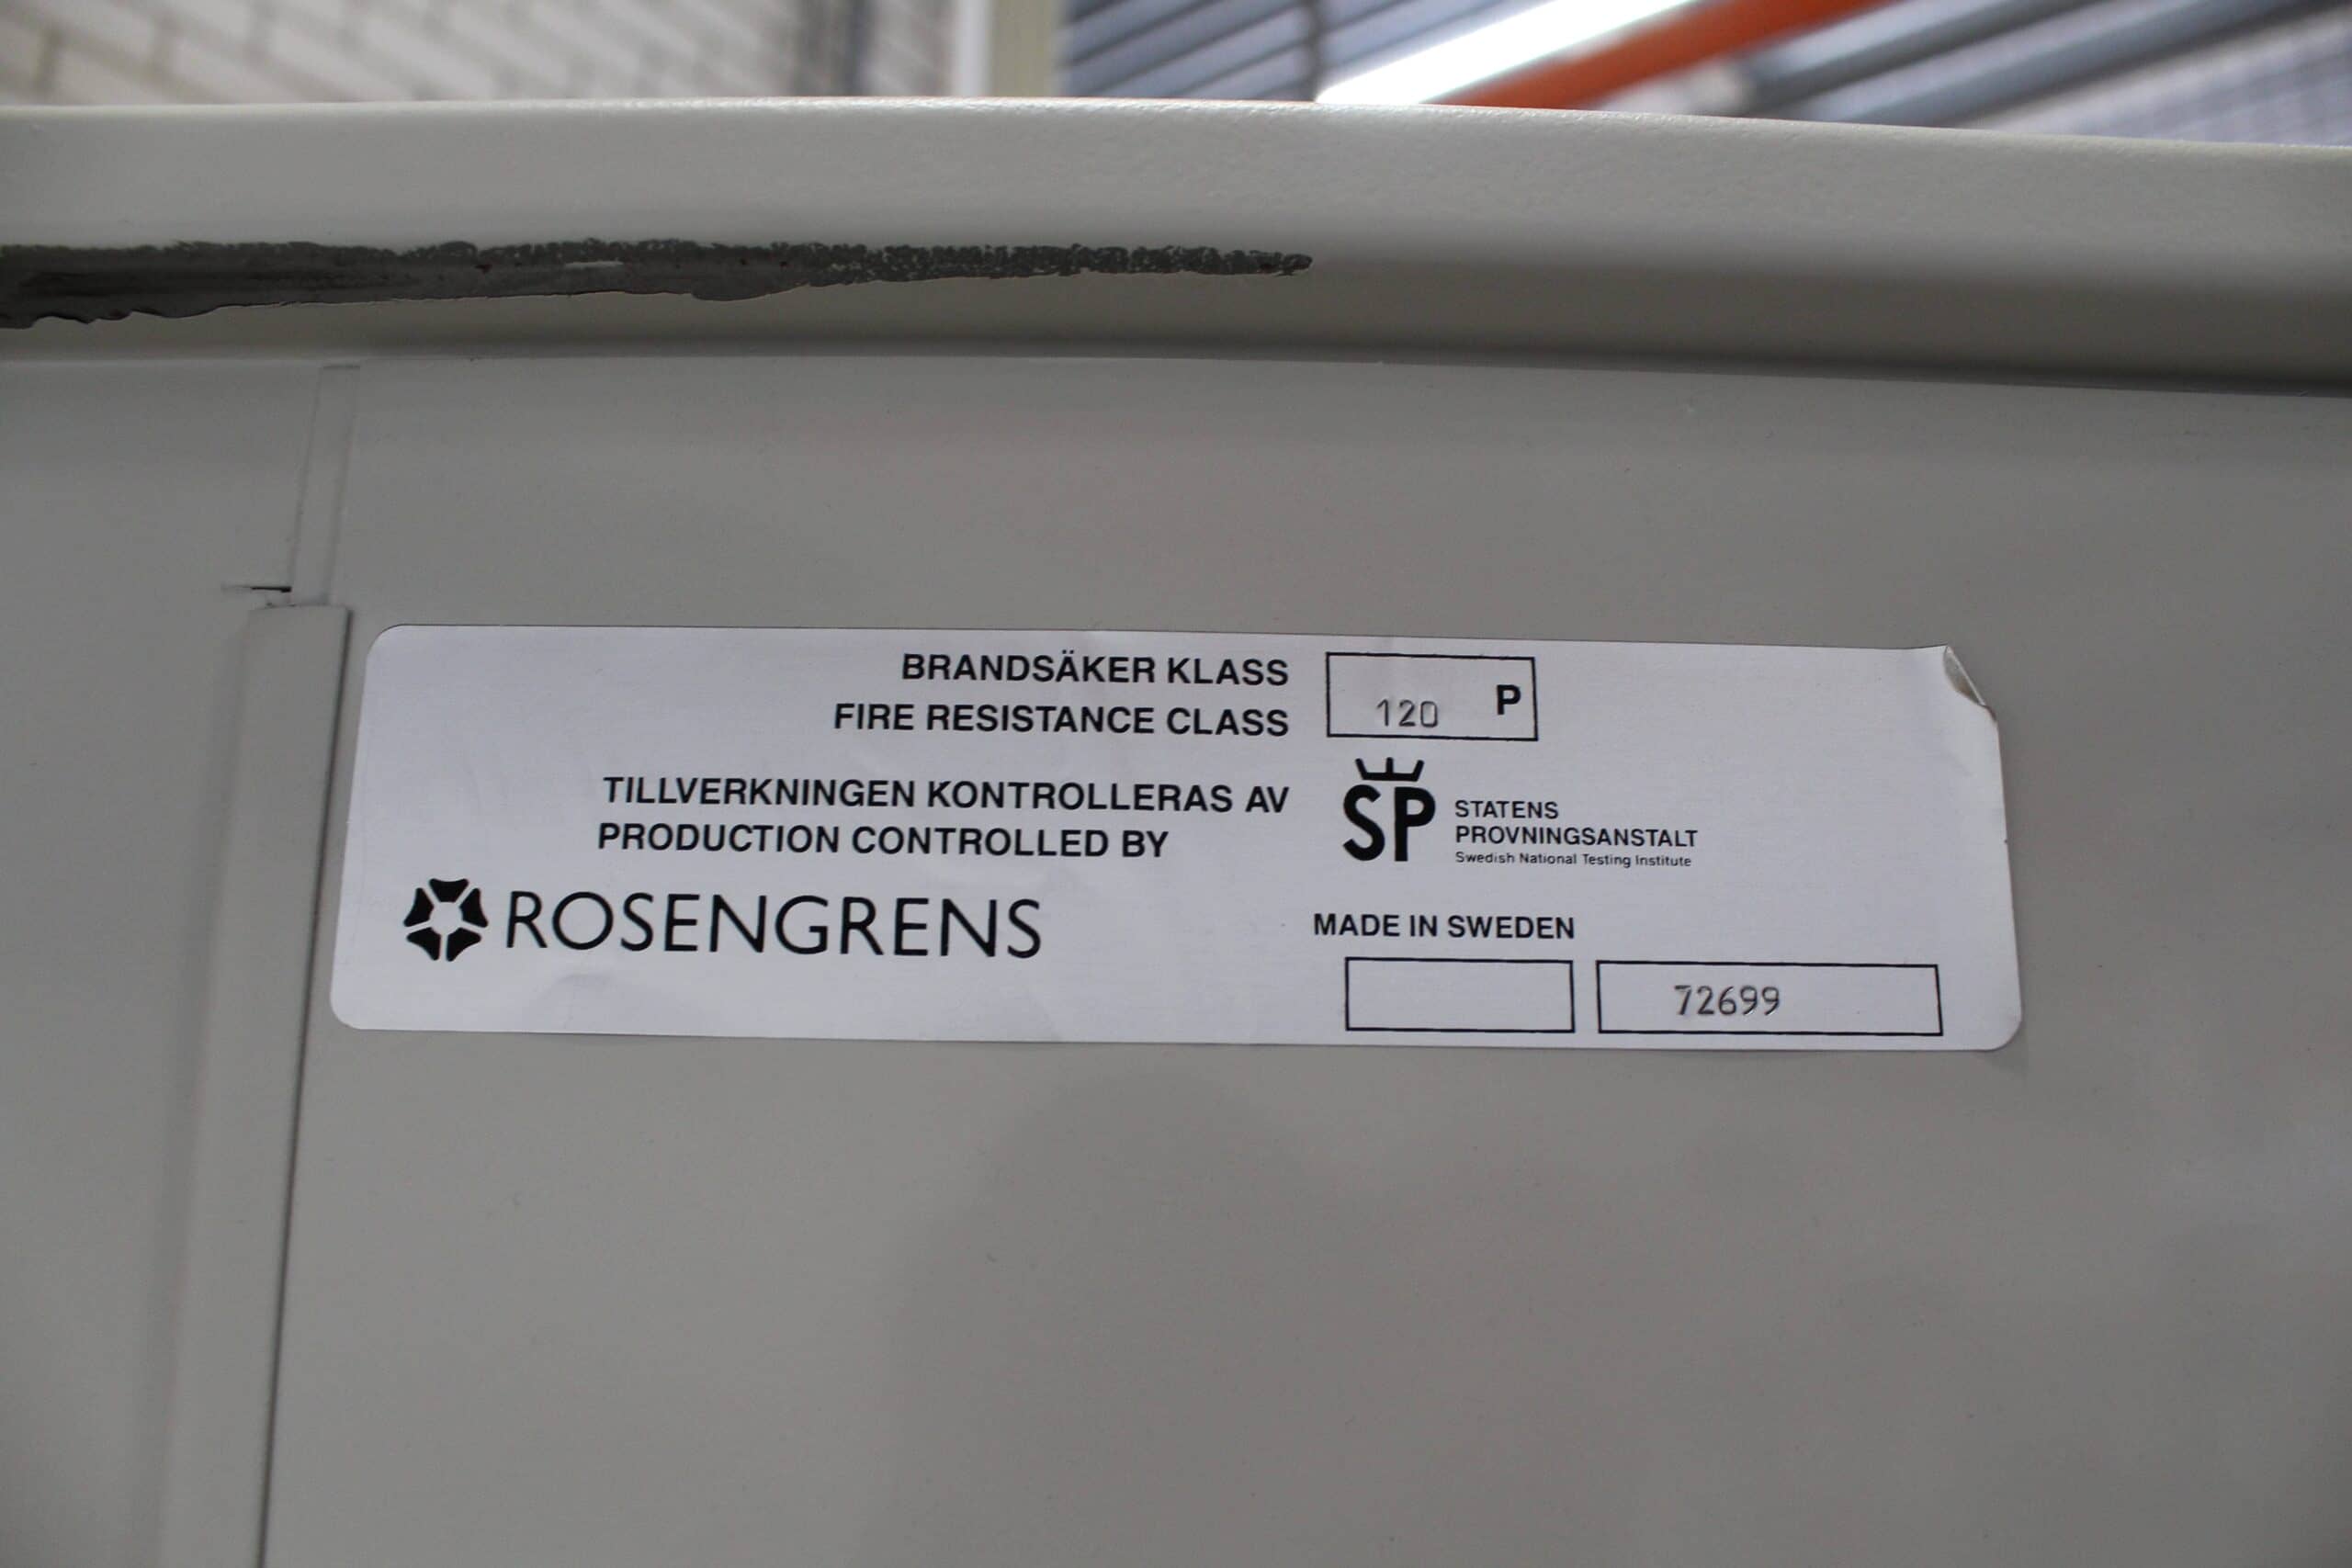 BRANDSÄKER KLASS
FIRE RESISTANCE CLASS
120 P
TILLVERKNINGEN KONTROLLERAS AV
PRODUCTION CONTROLLED BY
SP
STATENS
PROVNINGSANSTALT
Swedish National Testing Institute
ROSENGRENS
MADE IN SWEDEN
72699